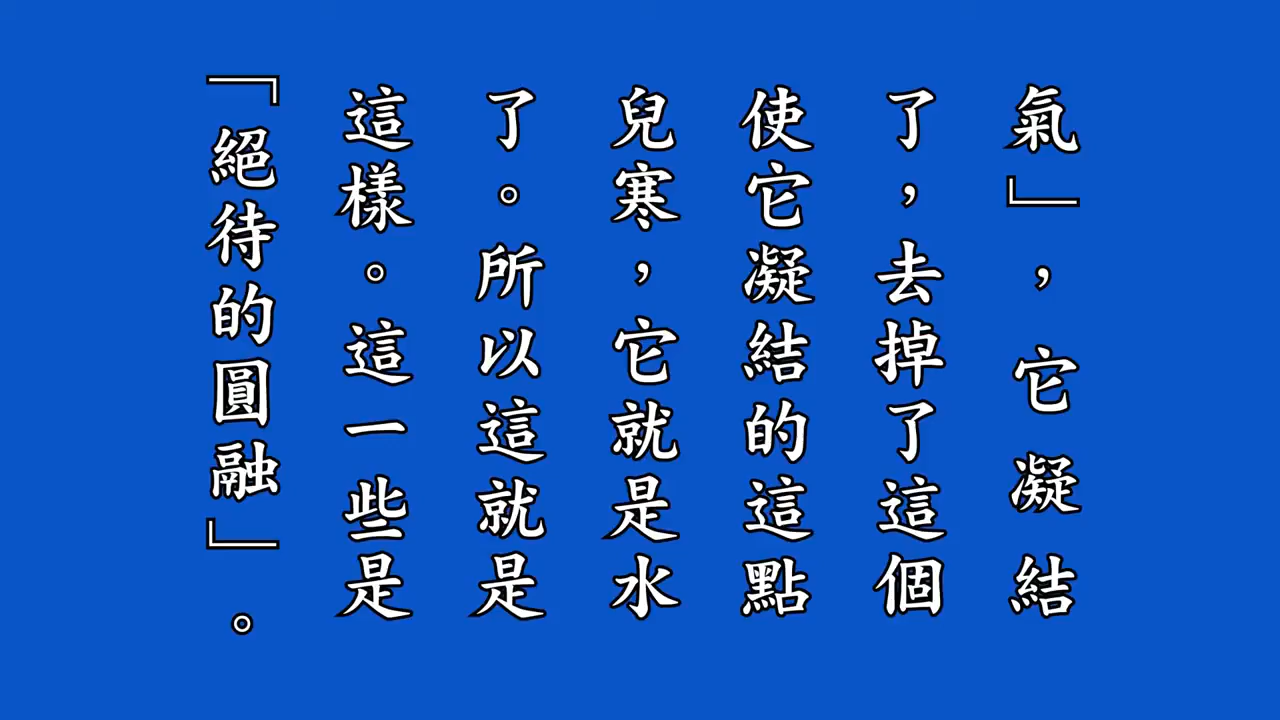 氣」，它凝結
了，去掉了這個
使它凝結的這點
兒寒，它就是水
了。所以這就是
這樣。這一些是
「絕待的圓融」。